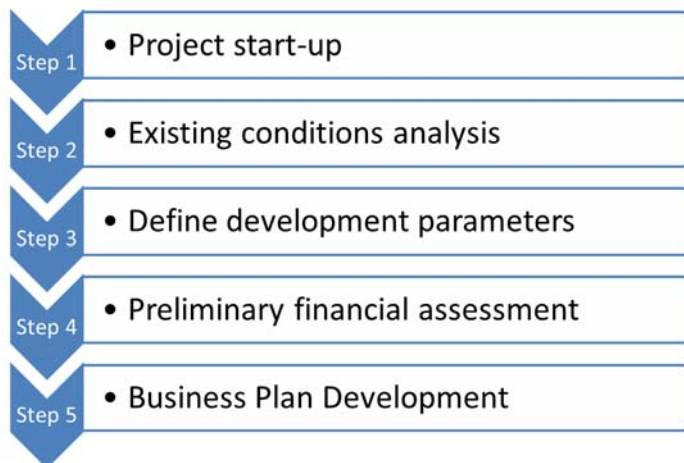 Step 1
• Project start-up
Step 2
• Existing conditions analysis
Step 3
• Define development parameters
Step 4
• Preliminary financial assessment
Step 5
• Business Plan Development